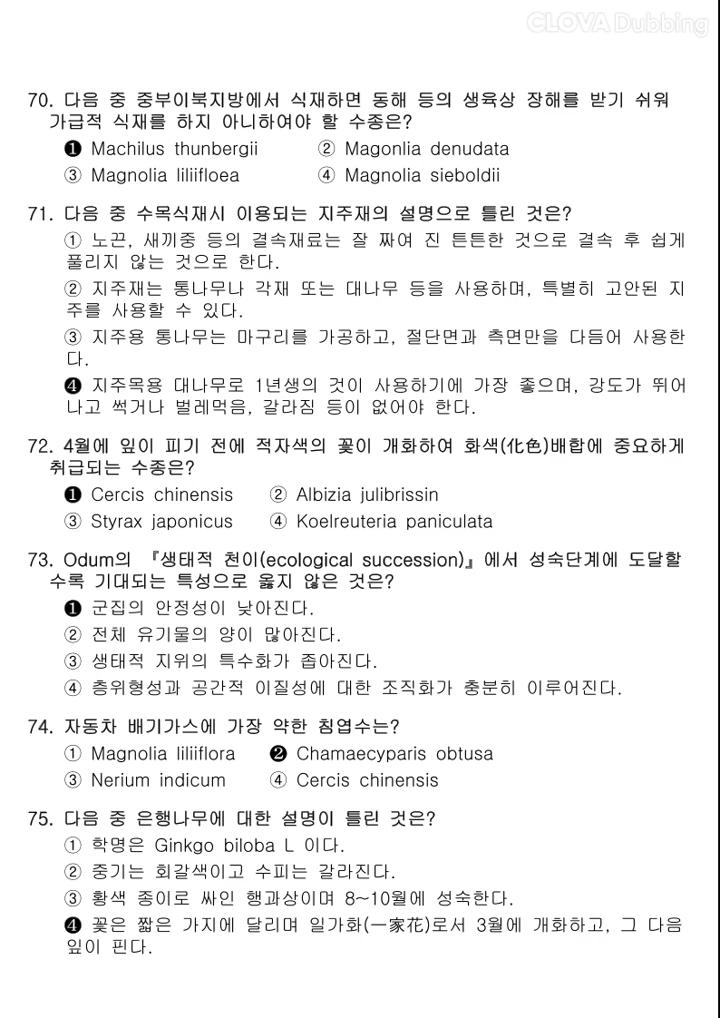 CLOVA Dubbing
70. 다음 중 중부이북지방에서 식재하면 동해 등의 생육상 장해를 받기 쉬워
가급적 식재를 하지 아니하여야 할 수종은?
❶ Machilus thunbergii ② Magonlia denudata
③ Magnolia liliifloea ④ Magnolia sieboldii
71. 다음 중 수목식재시 이용되는 지주재의 설명으로 틀린 것은?
① 노끈, 새끼중 등의 결속재료는 잘 짜여 진 튼튼한 것으로 결속 후 쉽게
풀리지 않는 것으로 한다.
② 지주재는 통나무나 각재 또는 대나무 등을 사용하며, 특별히 고안된 지
주를 사용할 수 있다.
③ 지주용 통나무는 마구리를 가공하고, 절단면과 측면만을 다듬어 사용한
다.
❹ 지주목용 대나무로 1년생의 것이 사용하기에 가장 좋으며, 강도가 뛰어
나고 썩거나 벌레먹음, 갈라짐 등이 없어야 한다.
72. 4월에 잎이 피기 전에 적자색의 꽃이 개화하여 화색(化色)배합에 중요하게
취급되는 수종은?
❶ Cercis chinensis ② Albizia julibrissin
③ Styrax japonicus ④ Koelreuteria paniculata
73. Odum의 『생태적 천이(ecological succession)』에서 성숙단계에 도달할
수록 기대되는 특성으로 옳지 않은 것은?
❶ 군집의 안정성이 낮아진다.
② 전체 유기물의 양이 많아진다.
③ 생태적 지위의 특수화가 좁아진다.
④ 층위형성과 공간적 이질성에 대한 조직화가 충분히 이루어진다.
74. 자동차 배기가스에 가장 약한 침엽수는?
① Magnolia liliiflora ❷ Chamaecyparis obtusa
③ Nerium indicum ④ Cercis chinensis
75. 다음 중 은행나무에 대한 설명이 틀린 것은?
① 학명은 Ginkgo biloba L 이다.
② 중기는 회갈색이고 수피는 갈라진다.
③ 황색 종이로 싸인 행과상이며 8~10월에 성숙한다.
❹ 꽃은 짧은 가지에 달리며 일가화(一家花)로서 3월에 개화하고, 그 다음
잎이 핀다.